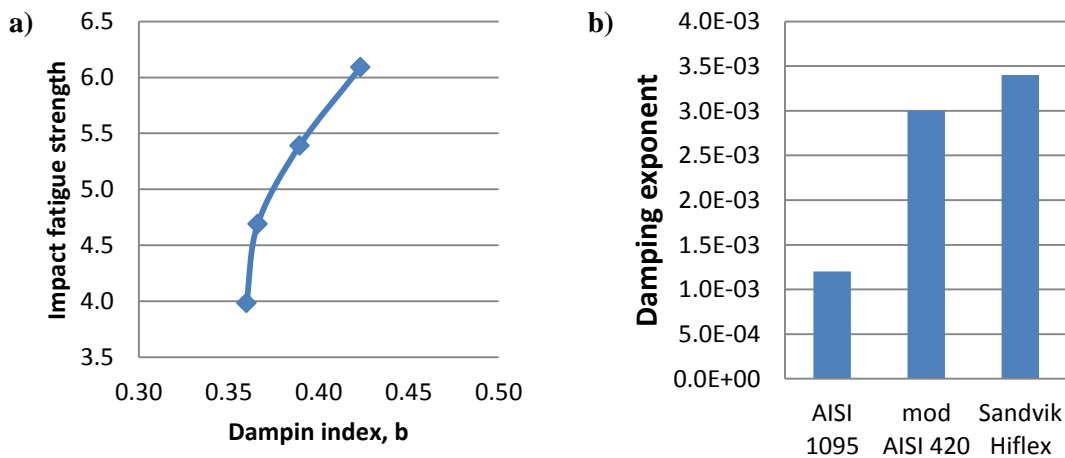 a)
Impact fatigue strength
6.5
6.0
5.5
5.0
4.5
4.0
3.5
0.30
0.35
0.40
0.45
0.50
Dampin index, b
b)
Damping exponent
4.0E-03
3.5E-03
3.0E-03
2.5E-03
2.0E-03
1.5E-03
1.0E-03
5.0E-04
0.0E+00
AISI
1095
mod
AISI 420
Sandvik
Hiflex